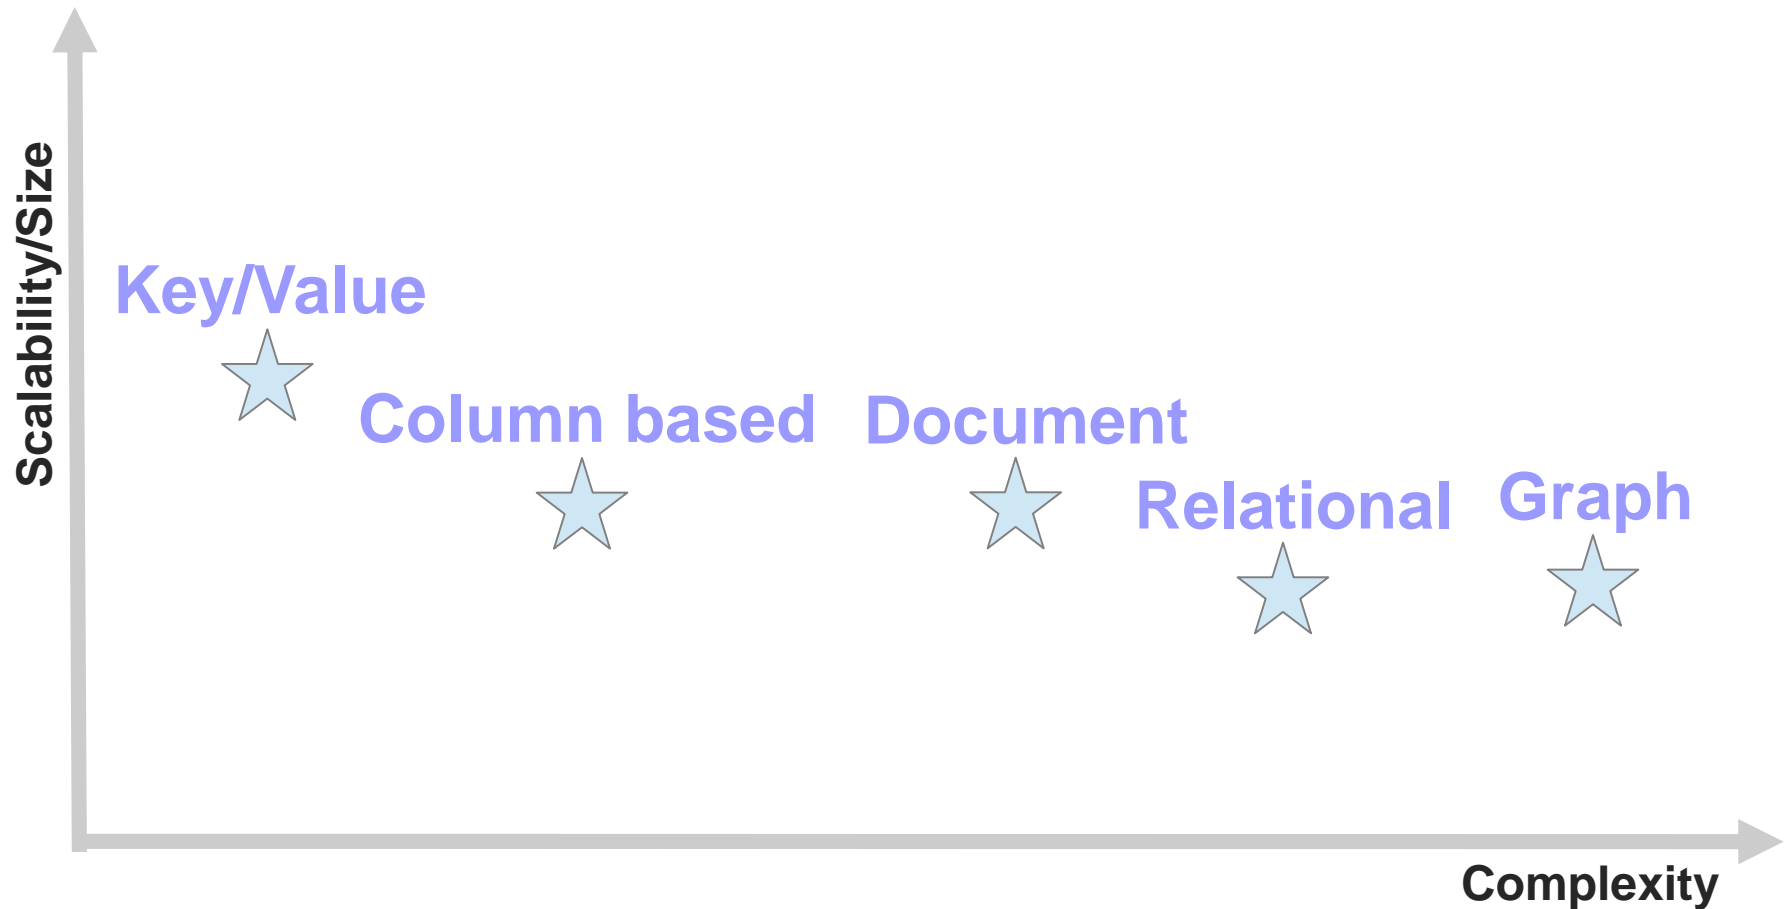 Scalability/Size
Key/Value
Column based
Document
Relational
Graph
Complexity